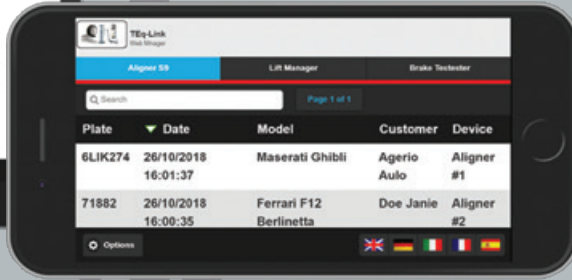 TEq-Link
Web Mnager
Aligner S9 Lift Manager Brake Testester
Search Page 1 of 1
Plate Date Model Customer Device
6LIK274 26/10/2018 Maserati Ghibli Agerio Aligner
16:01:37 Aulo #1
71882 26/10/2018 Ferrari F12 Doe Janie Aligner
16:00:35 Berlinetta #2
Options